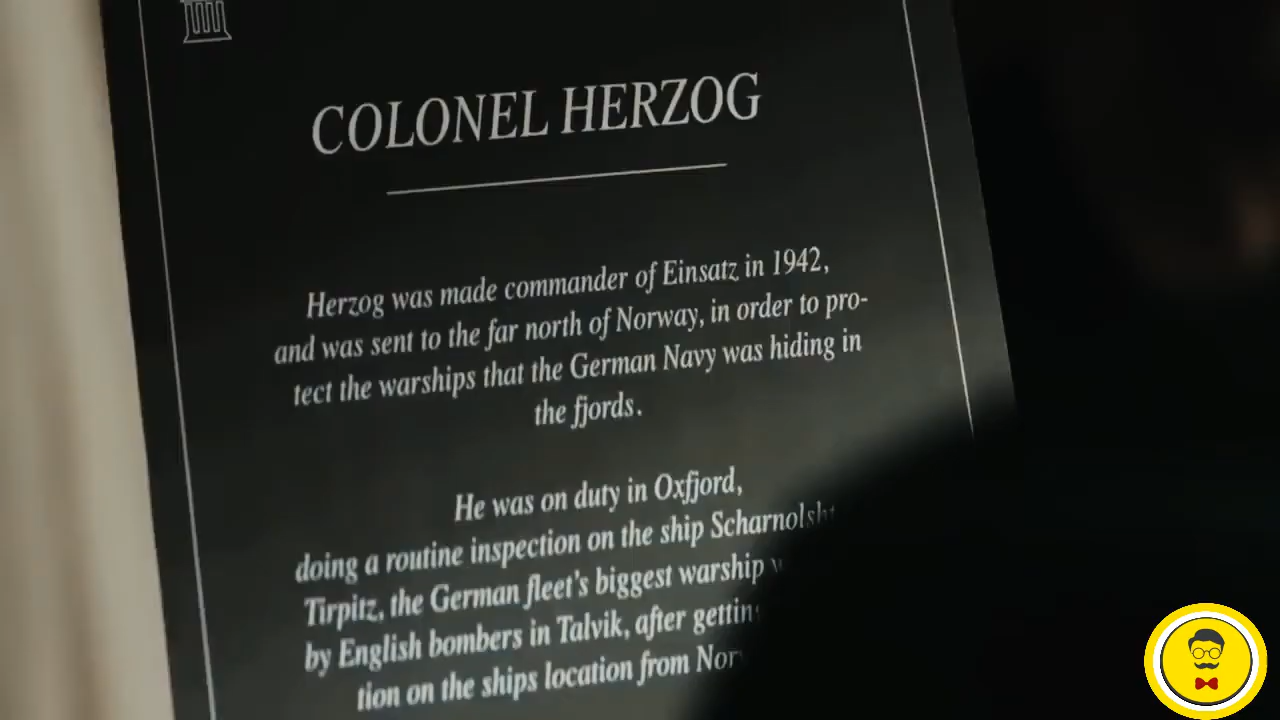 COLONEL HERZOG
Herzog was made commander of Einsatz in 1942,
and was sent to the far north of Norway, in order to pro-
tect the warships that the German Navy was hiding in
the fjords.
He was on duty in Oxfjord,
doing a routine inspection on the ship
Tirpitz, the German fleet's biggest warship
by English bombers in Talvik, after
tion on the ships location from